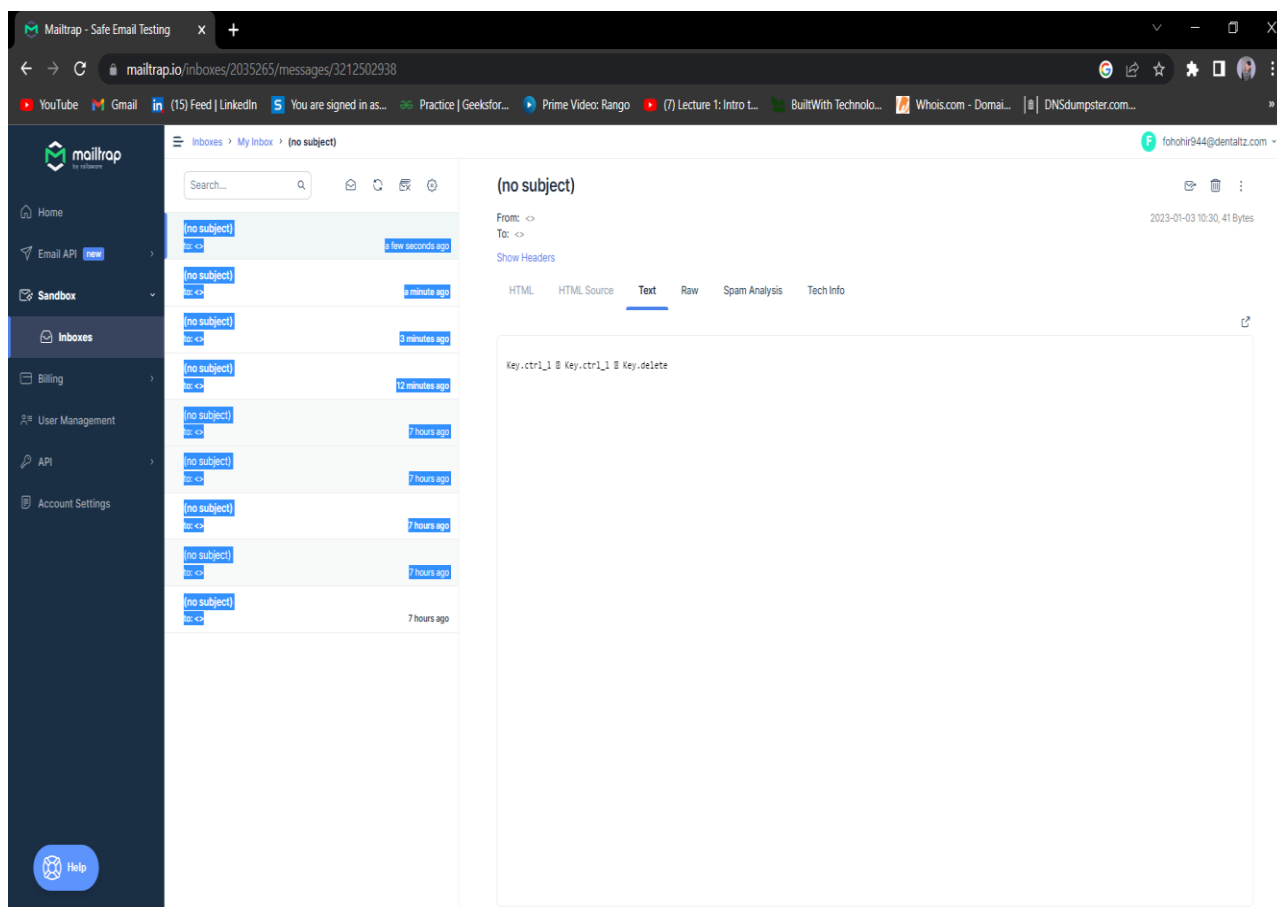 Mailtrap - Safe Email Testing
mailtrap.io/inboxes/2035265/messages/3212502938
YouTube Gmail (15) Feed | LinkedIn You are signed in as... Practice | Geeksfor... Prime Video: Rango (7) Lecture 1: Intro t... BuiltWith Technolo... Whois.com - Domai... DNSdumpster.com... »
mailtrap
by railsware
Home
Email API new
Sandbox
Inboxes
Billing
User Management
API
Account Settings
Help
Inboxes › My Inbox › (no subject)
fohohir944@dentaltz.com
Search...
(no subject)
to: <> a few seconds ago
(no subject)
to: <> a minute ago
(no subject)
to: <> 3 minutes ago
(no subject)
to: <> 12 minutes ago
(no subject)
to: <> 7 hours ago
(no subject)
to: <> 7 hours ago
(no subject)
to: <> 7 hours ago
(no subject)
to: <> 7 hours ago
(no subject)
to: <> 7 hours ago
(no subject)
From: <> 2023-01-03 10:30, 41 Bytes
To: <>
Show Headers
HTML HTML Source Text Raw Spam Analysis Tech Info
Key.ctrl_l Key.ctrl_l Key.delete